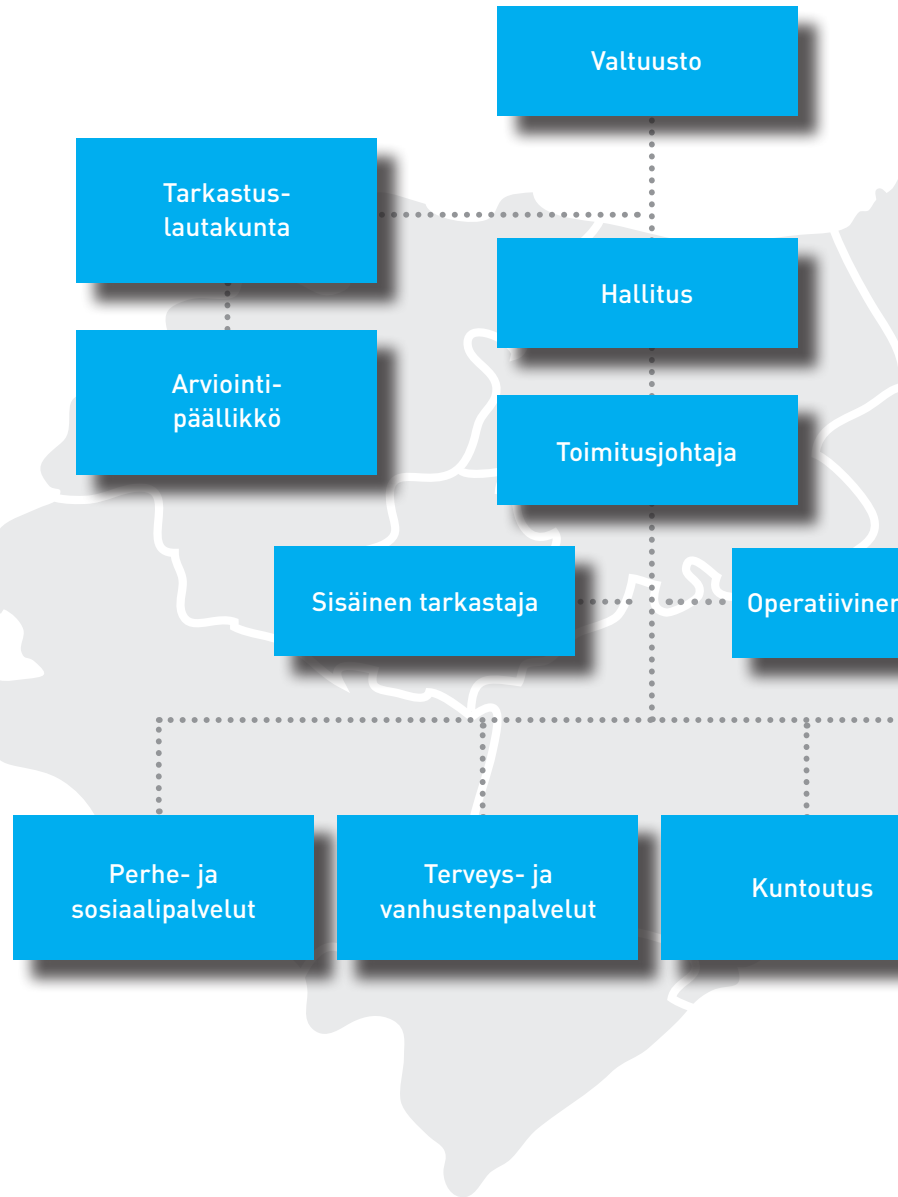 Valtuusto
Tarkastus-
lautakunta
Hallitus
Arviointi-
päällikkö
Toimitusjohtaja
Sisäinen tarkastaja
Operatiivinen
Perhe- ja
sosiaalipalvelut
Terveys- ja
vanhustenpalvelut
Kuntoutus